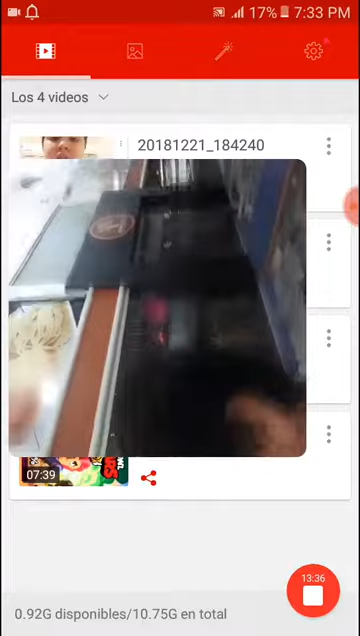 17% 7:33 PM
Los 4 videos
20181221_184240
07:39
13:36
0.92G disponibles/10.75G en total